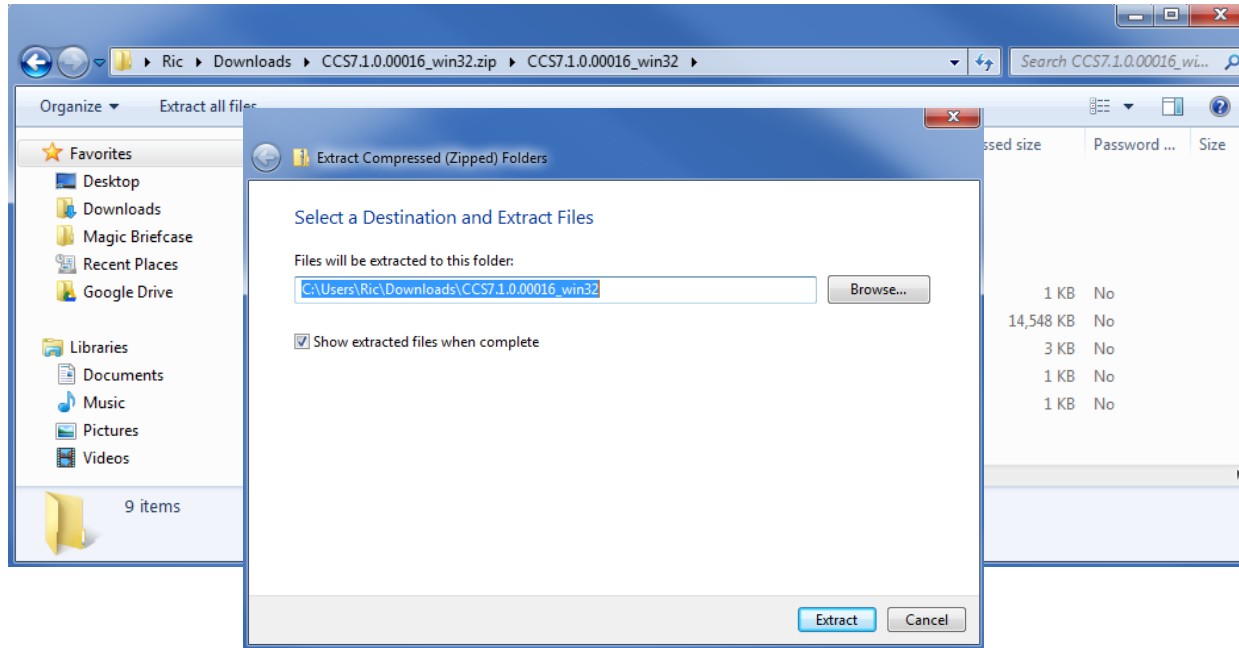 Ric Downloads CCS7.1.0.00016_win32.zip CCS7.1.0.00016_win32
Search CCS7.1.0.00016_wi...
Organize Extract all files
Favorites
Desktop
Downloads
Magic Briefcase
Recent Places
Google Drive
Libraries
Documents
Music
Pictures
Videos
9 items
Extract Compressed (Zipped) Folders
Select a Destination and Extract Files
Files will be extracted to this folder:
C:\Users\Ric\Downloads\CCS7.1.0.00016_win32
Browse...
Show extracted files when complete
Extract Cancel
ssed size Password ... Size
1 KB No
14,548 KB No
3 KB No
1 KB No
1 KB No